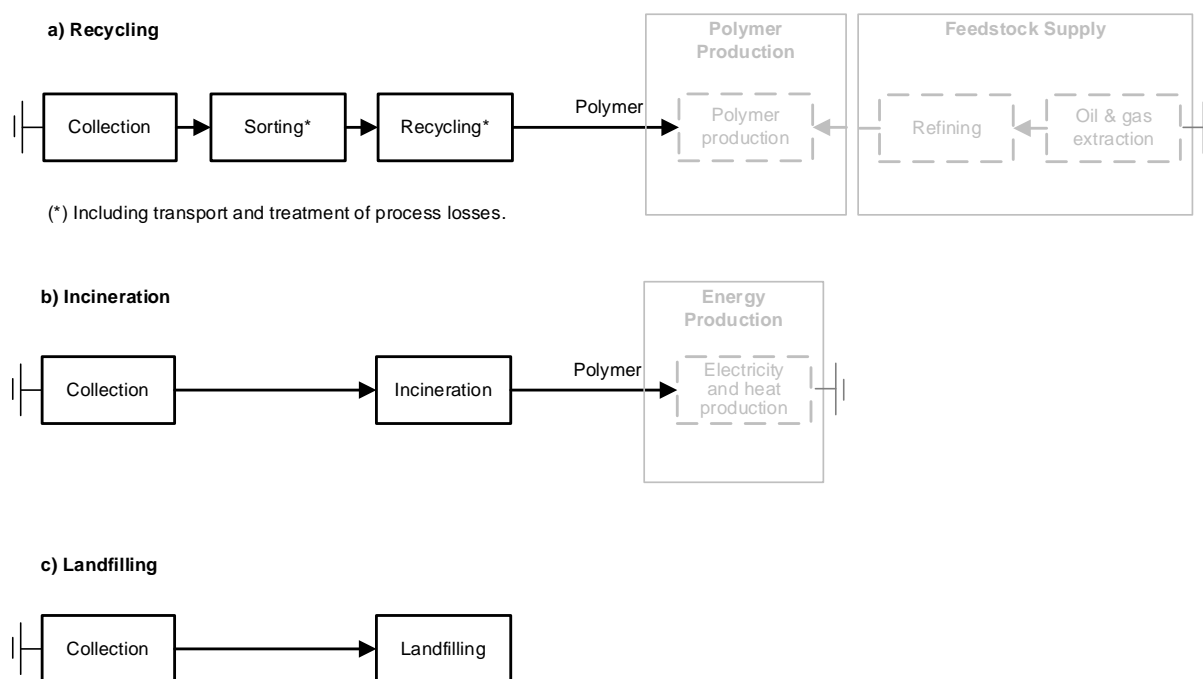 a) Recycling
Polymer
Production
Feedstock Supply
Collection
Sorting*
Recycling*
Polymer
Polymer
production
Refining
Oil & gas
extraction
(*) Including transport and treatment of process losses.
b) Incineration
Energy
Production
Collection
Incineration
Polymer
Electricity
and heat
production
c) Landfilling
Collection
Landfilling